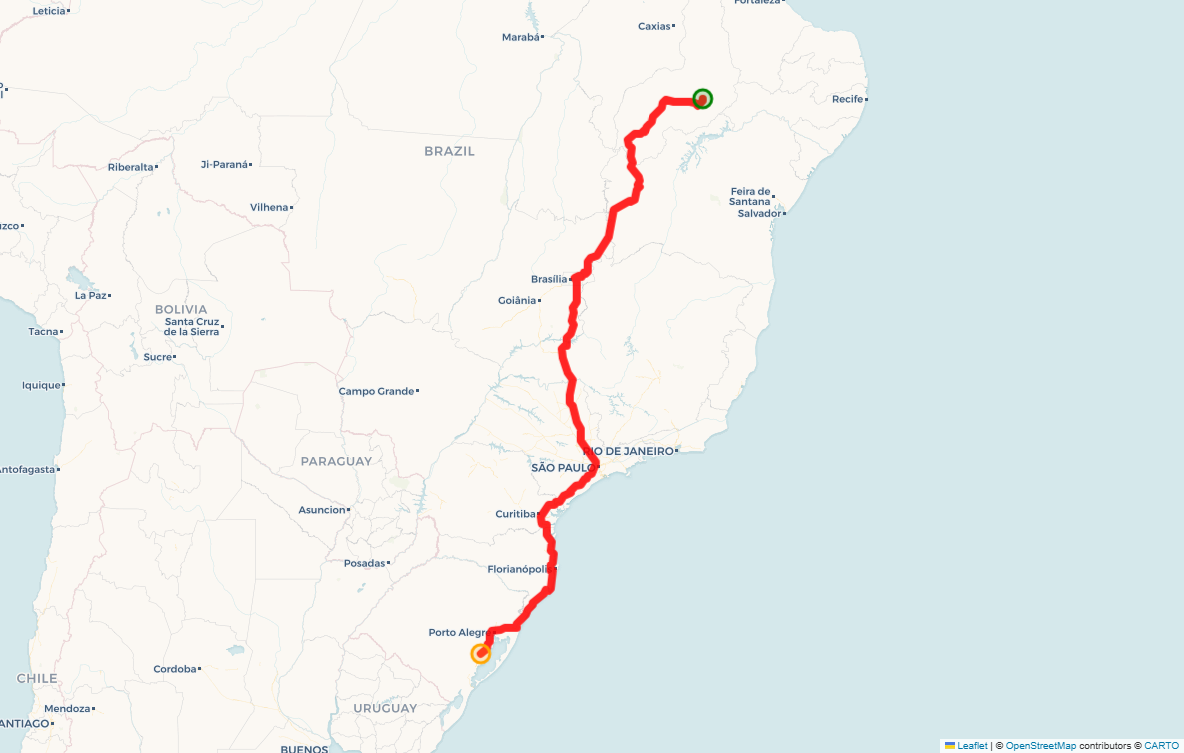 Leticia
Caxias
Marabá
Recife
BRAZIL
Riberalta
Ji-Paraná
Feira de
Santana
Vilhena
Salvador
Brasília
La Paz
Goiânia
BOLIVIA
Santa Cruz
de la Sierra
Tacna
Sucre
Iquique
Campo Grande
RIO DE JANEIRO
PARAGUAY
SÃO PAULO
Antofagasta
Asuncion
Curitiba
Posadas
Florianópolis
Porto Alegre
Cordoba
CHILE
Mendoza
URUGUAY
BUENOS
Leaflet | © OpenStreetMap contributors © CARTO